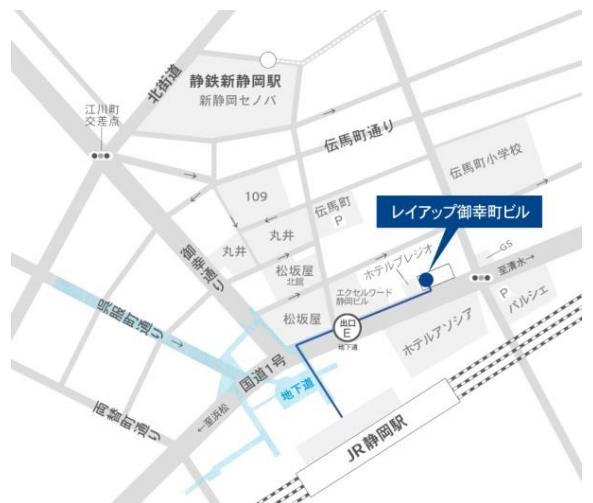 静鉄新静岡駅
新静岡セノバ
北街道
江川町
交差点
伝馬町通り
伝馬町小学校
109
伝馬町
P
レイアップ御幸町ビル
丸井
丸井
御幸通り
松坂屋
北館
ホテルプレジオ
GS
至清水→
エクセルワード
静岡ビル
P
パルシェ
呉服町通り
松坂屋
出口
E
地下道
ホテルアソシア
国道1号
地下道
両替町通り
←至浜松
JR静岡駅